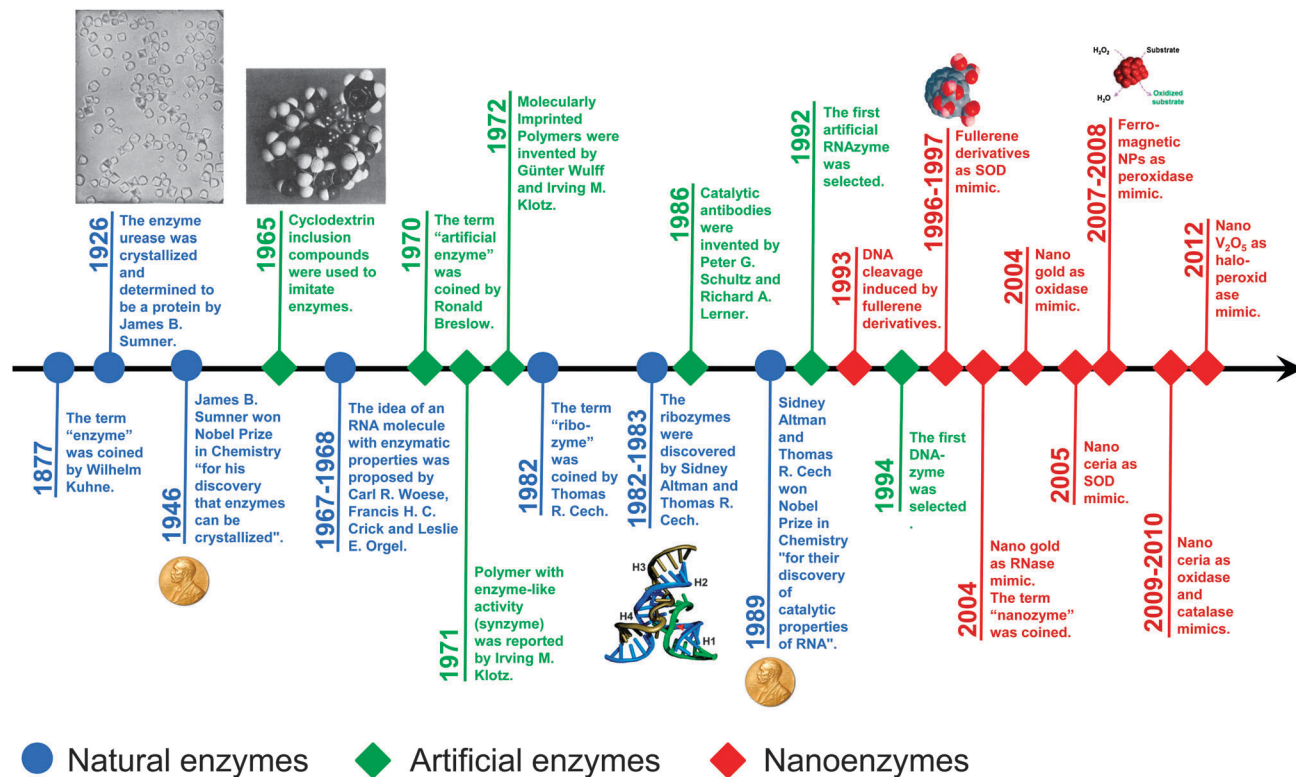 1926
The enzyme
urease was
crystallized
and
determined to
be a protein by
James B.
Sumner.
1965
Cyclodextrin
inclusion
compounds
were used to
imitate
enzymes.
1970
The term
“artificial
enzyme”
was
coined by
Ronald
Breslow.
1972
Molecularly
Imprinted
Polymers were
invented by
Günter Wulff
and Irving M.
Klotz.
1986
Catalytic
antibodies
were
invented by
Peter G.
Schultz and
Richard A.
Lerner.
1992
The first
artificial
RNAzyme
was
selected.
1993
DNA
cleavage
induced by
fullerene
derivatives.
1996-1997
Fullerene
derivatives
as SOD
mimic.
2004
Nano
gold as
oxidase
mimic.
H₂O₂
Substrate
H₂O
Oxidized
substrate
2007-2008
Ferro-
magnetic
NPs as
peroxidase
mimic.
2012
Nano
V₂O₅ as
halo-
peroxid
ase
mimic.
1877
The term
“enzyme”
was coined
by Wilhelm
Kuhne.
1946
James B.
Sumner won
Nobel Prize
in Chemistry
“for his
discovery
that enzymes
can be
crystallized".
1967-1968
The idea of an
RNA molecule
with enzymatic
properties was
proposed by
Carl R. Woese,
Francis H. C.
Crick and Leslie
E. Orgel.
1971
Polymer with
enzyme-like
activity
(synzyme)
was reported
by Irving M.
Klotz.
1982
The term
“ribo-
zyme”
was
coined by
Thomas
R. Cech.
1982-1983
The
ribozymes
were
discovered
by Sidney
Altman and
Thomas R.
Cech.
H3
H2
H4
H1
1989
Sidney
Altman
and
Thomas
R. Cech
won
Nobel
Prize in
Chemistry
"for their
discovery
of
catalytic
properties
of RNA".
1994
The first
DNA-
zyme
was
selected
.
2004
Nano gold
as RNase
mimic.
The term
“nanozyme”
was coined.
2005
Nano
ceria as
SOD
mimic.
2009-2010
Nano
ceria as
oxidase
and
catalase
mimics.
Natural enzymes
Artificial enzymes
Nanoenzymes